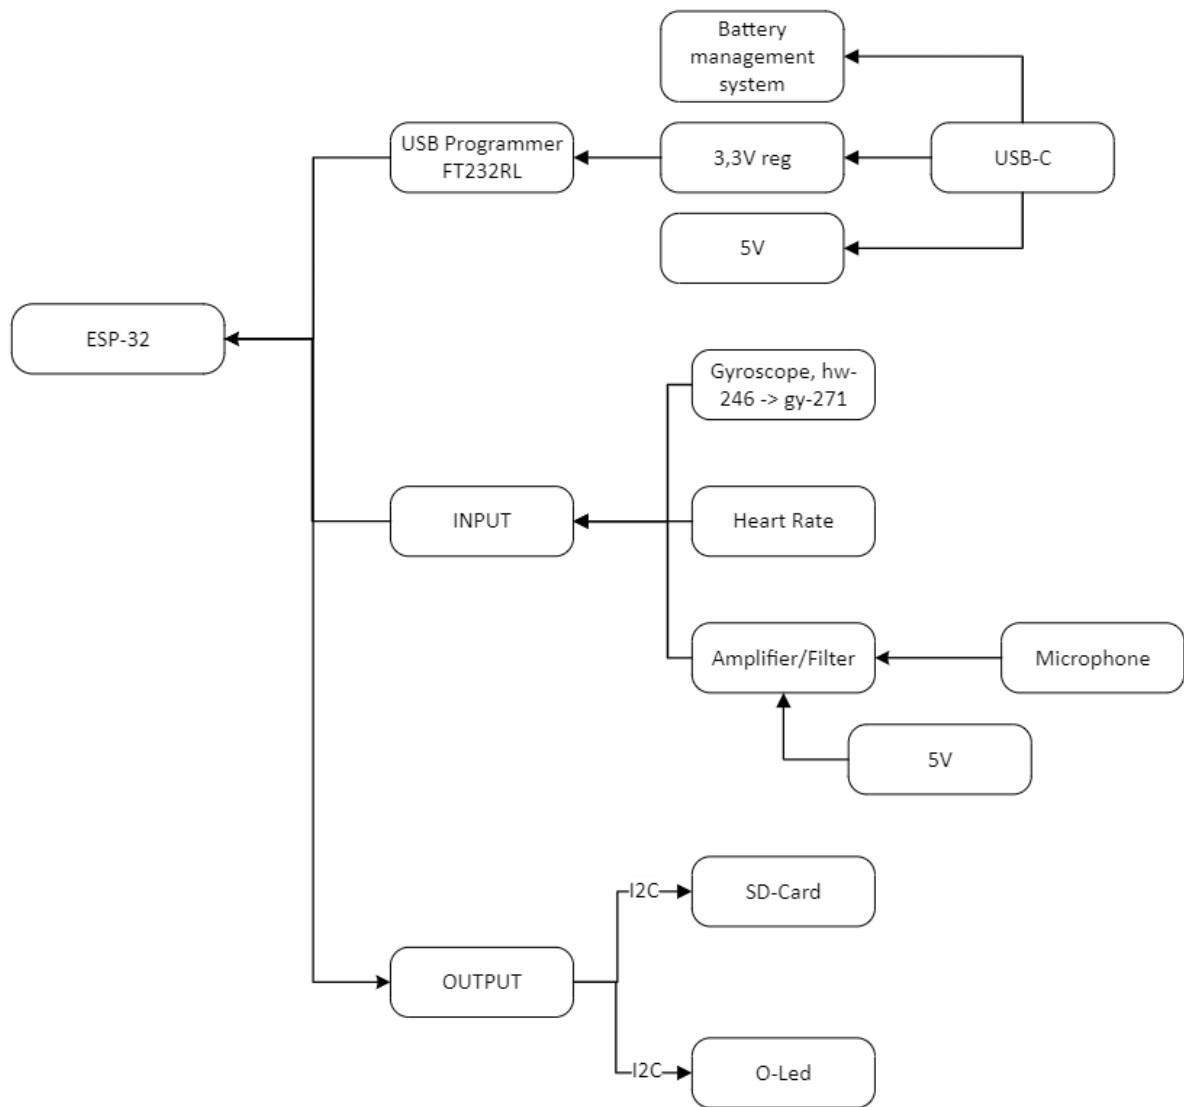 Battery
management
system
USB Programmer
FT232RL
3,3V reg
USB-C
5V
ESP-32
Gyroscope, hw-
246 -> gy-271
INPUT
Heart Rate
Amplifier/Filter
Microphone
5V
I2C
SD-Card
OUTPUT
I2C
O-Led